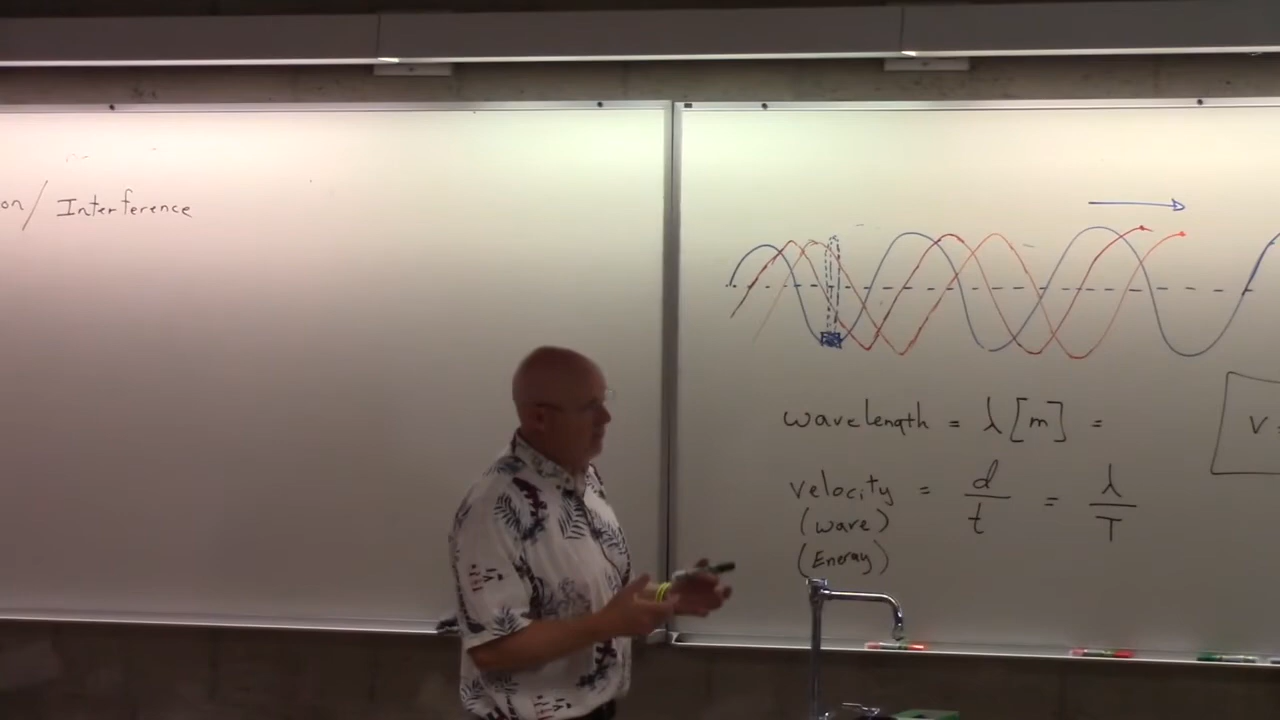 on/ Interference
wavelength = λ [m] =
velocity = d/t = λ/T
(wave)
(Energy)
V =